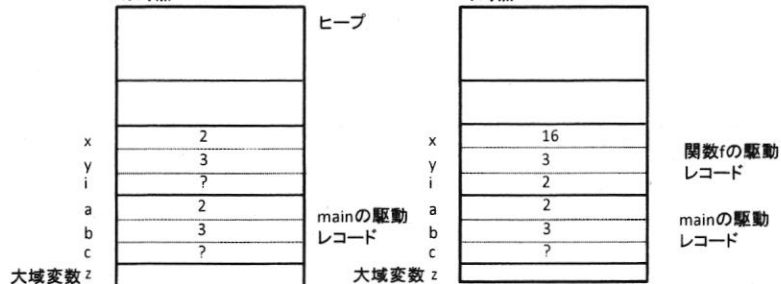 ヒープ
x 2
y 3
i ?
a 2
b 3
c ?
大域変数 z
mainの駆動
レコード
x 16
y 3
i 2
a 2
b 3
c ?
大域変数 z
関数fの駆動
レコード
mainの駆動
レコード